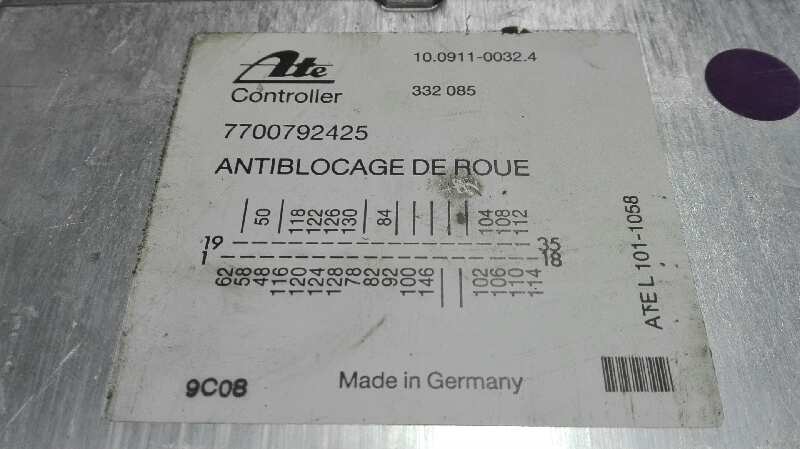 Ate 10.0911-0032.4
Controller 332 085
7700792425
ANTIBLOCAGE DE ROUE
50 118 122 126 130 84 104 108 112
19 35
1 18
62 58 48 116 120 124 128 78 82 92 100 146 102 106 110 114
ATE L 101-1058
9C08 Made in Germany